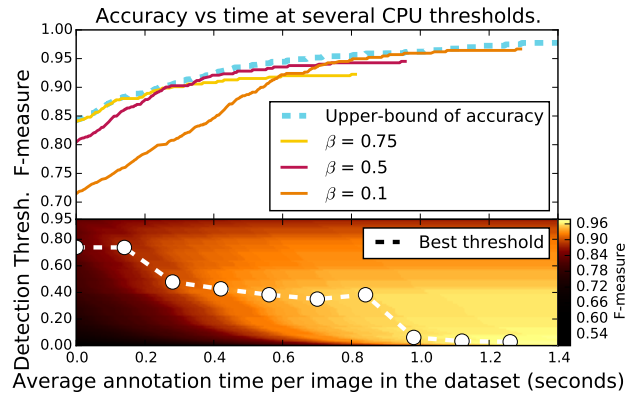 Accuracy vs time at several CPU thresholds.
F-measure
1.00
0.95
0.90
0.85
0.80
0.75
0.70
Upper-bound of accuracy
β = 0.75
β = 0.5
β = 0.1
Detection Thresh.
0.95
0.80
0.60
0.40
0.20
0.00
Best threshold
0.96
0.90
0.84
0.78
0.72
0.66
0.60
0.54
F-measure
0.0 0.2 0.4 0.6 0.8 1.0 1.2 1.4
Average annotation time per image in the dataset (seconds)